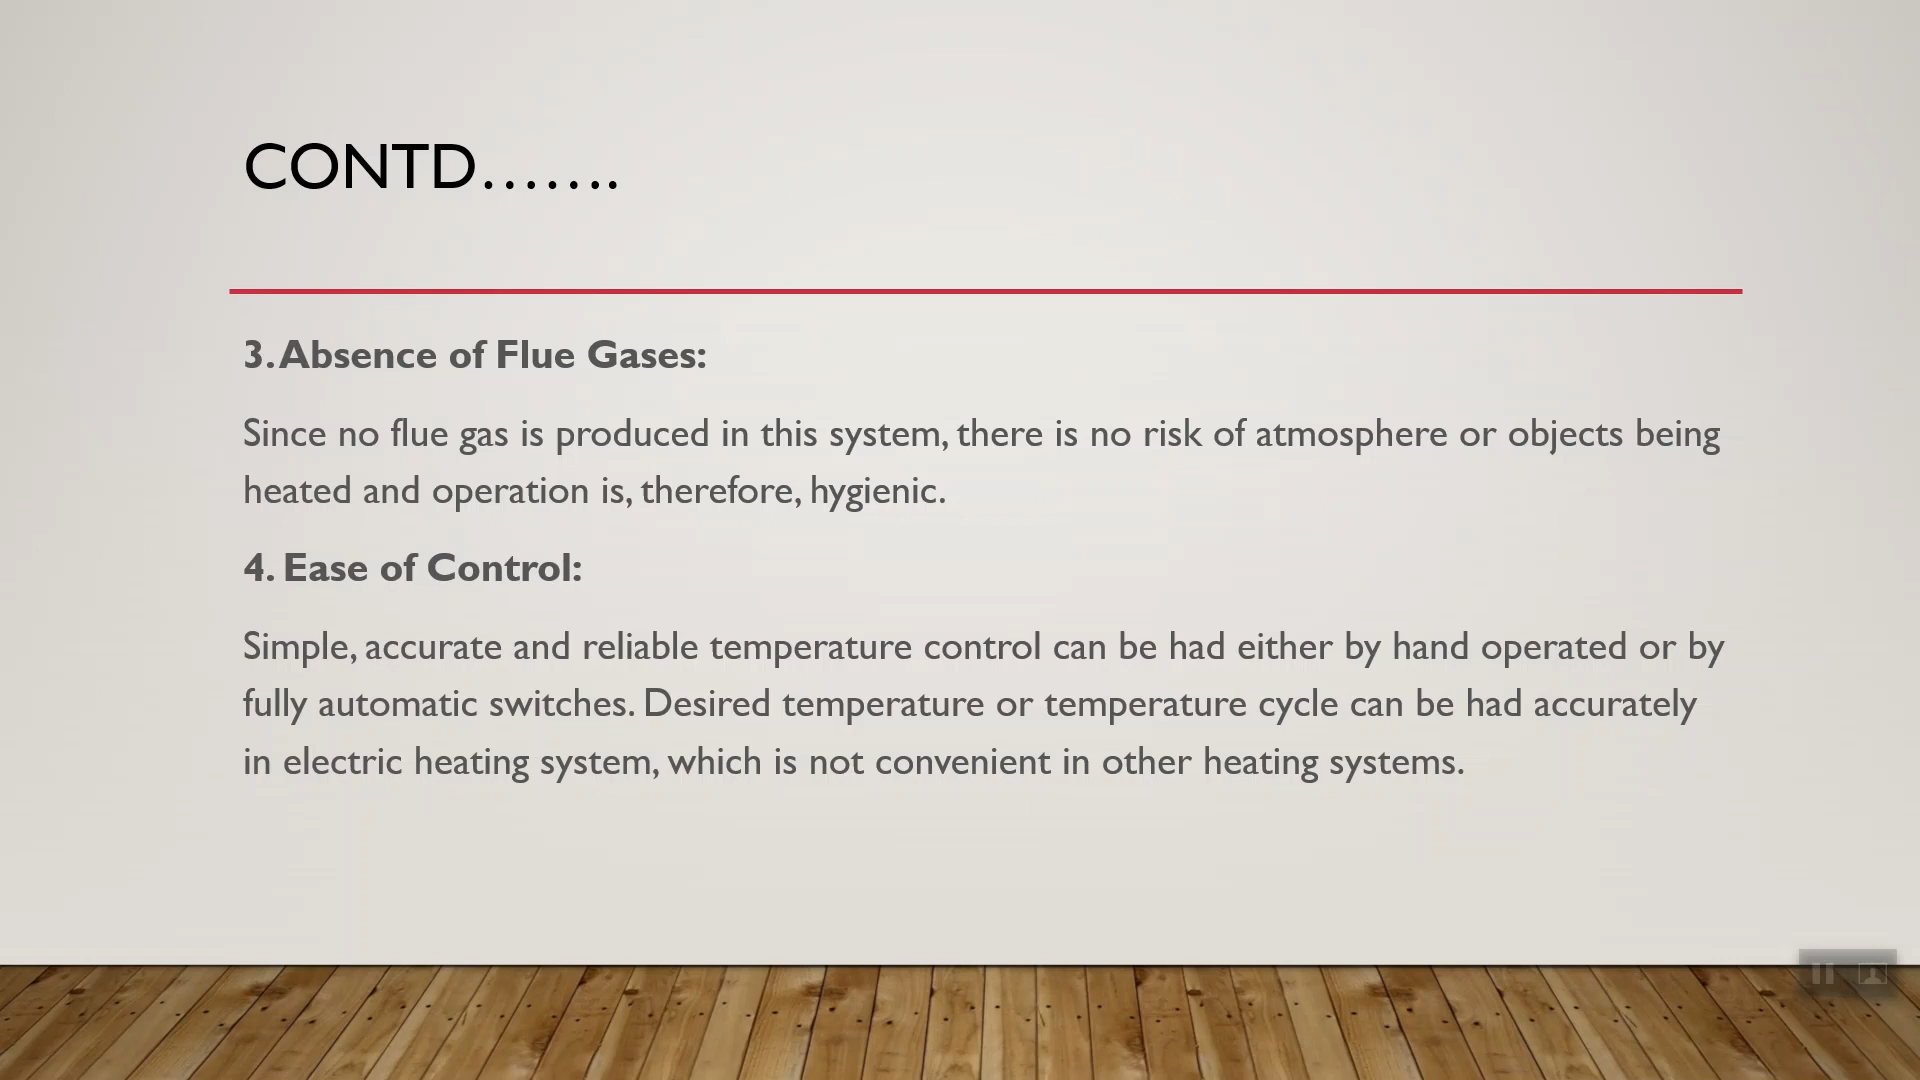 CONTD…….
3. Absence of Flue Gases:
Since no flue gas is produced in this system, there is no risk of atmosphere or objects being
heated and operation is, therefore, hygienic.
4. Ease of Control:
Simple, accurate and reliable temperature control can be had either by hand operated or by
fully automatic switches. Desired temperature or temperature cycle can be had accurately
in electric heating system, which is not convenient in other heating systems.